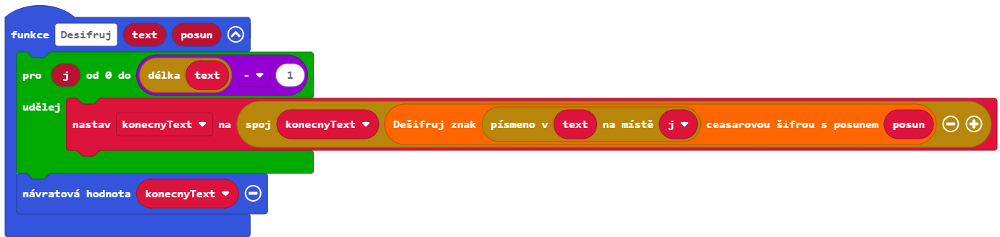 funkce Desifruj text posun
pro j od 0 do délka text - 1
udělej
nastav konecnyText na spoj konecnyText Dešifruj znak písmeno v text na místě j ceasarovou šifrou s posunem posun
návratová hodnota konecnyText